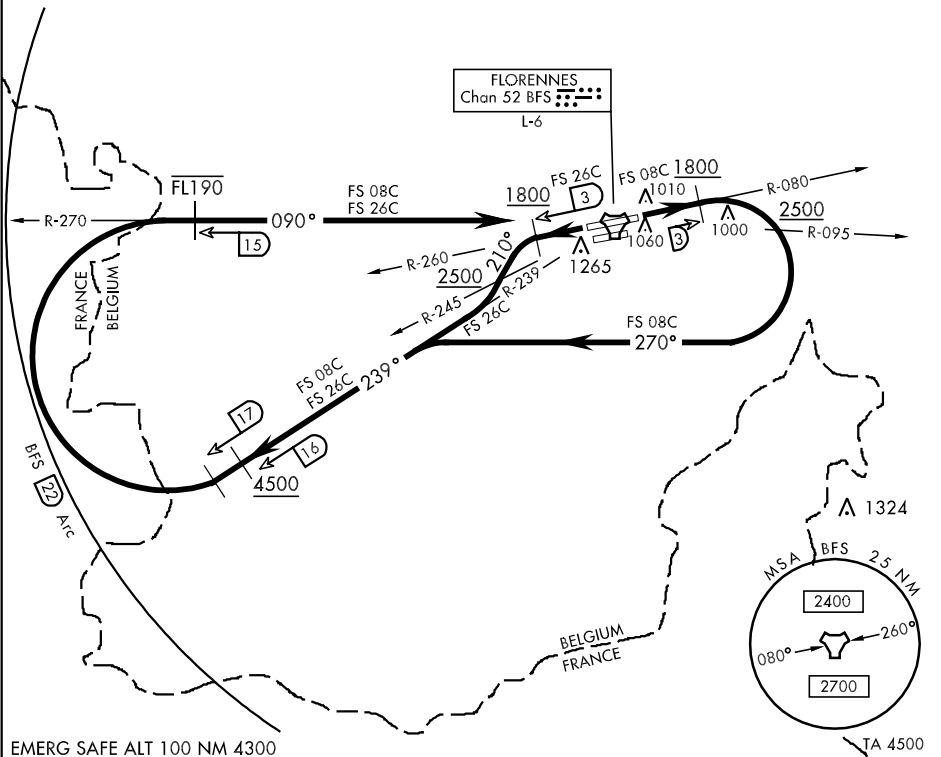 FLORENNES
Chan 52 BFS
L-6
FL190
FS 08C
FS 26C
R-270
090°
15
1800
FS 26C
3
FS 08C
1800
1010
R-080
2500
R-095
1000
1060
3
1265
R-260
210°
2500
R-239
R-245
FS 26C
FS 08C
270°
FRANCE
BELGIUM
FS 08C
FS 26C
239°
17
16
4500
BFS 22 Arc
1324
MSA BFS 25 NM
2400
260°
080°
2700
BELGIUM
FRANCE
EMERG SAFE ALT 100 NM 4300
TA 4500